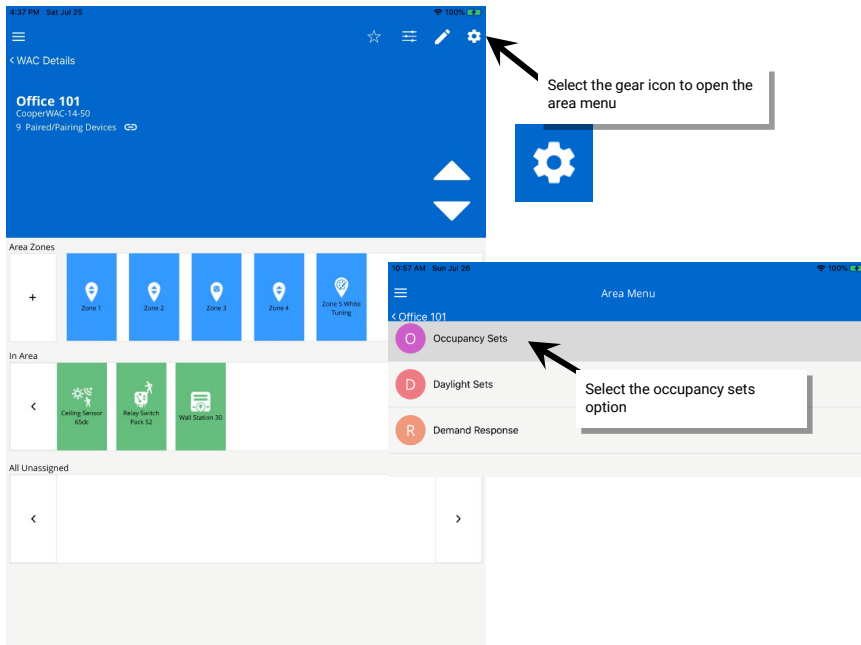 4:37 PM Sat Jul 25
100%
< WAC Details
Office 101
CooperWAC-14-50
9 Paired/Pairing Devices
Select the gear icon to open the
area menu
Area Zones
+
Zone 1
Zone 2
Zone 3
Zone 4
Zone 5 White
Tuning
In Area
<
Ceiling Sensor
65dc
Relay Switch
Pack 52
Wall Station 30
All Unassigned
<
>
10:57 AM Sun Jul 26
100%
Area Menu
< Office 101
O Occupancy Sets
D Daylight Sets
R Demand Response
Select the occupancy sets
option